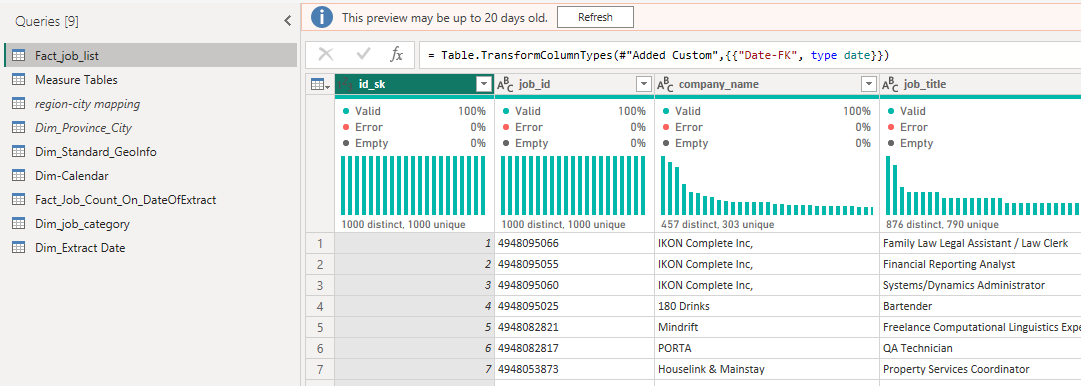 Queries [9]
This preview may be up to 20 days old.
Refresh
Fact_job_list
Measure Tables
region-city mapping
Dim_Province_City
Dim_Standard_GeoInfo
Dim-Calendar
Fact_Job_Count_On_DateOfExtract
Dim_job_category
Dim_Extract Date
fx
= Table.TransformColumnTypes(#"Added Custom",{{"Date-FK", type date}})
id_sk ABC job_id ABC company_name ABC job_title
Valid 100% Valid 100% Valid 100% Valid
Error 0% Error 0% Error 0% Error
Empty 0% Empty 0% Empty 0% Empty
1000 distinct, 1000 unique 1000 distinct, 1000 unique 457 distinct, 303 unique 876 distinct, 790 unique
1 1 4948095066 IKON Complete Inc, Family Law Legal Assistant / Law Clerk
2 2 4948095055 IKON Complete Inc, Financial Reporting Analyst
3 3 4948095060 IKON Complete Inc, Systems/Dynamics Administrator
4 4 4948095025 180 Drinks Bartender
5 5 4948082821 Mindrift Freelance Computational Linguistics Expe
6 6 4948082817 PORTA QA Technician
7 7 4948053873 Houselink & Mainstay Property Services Coordinator